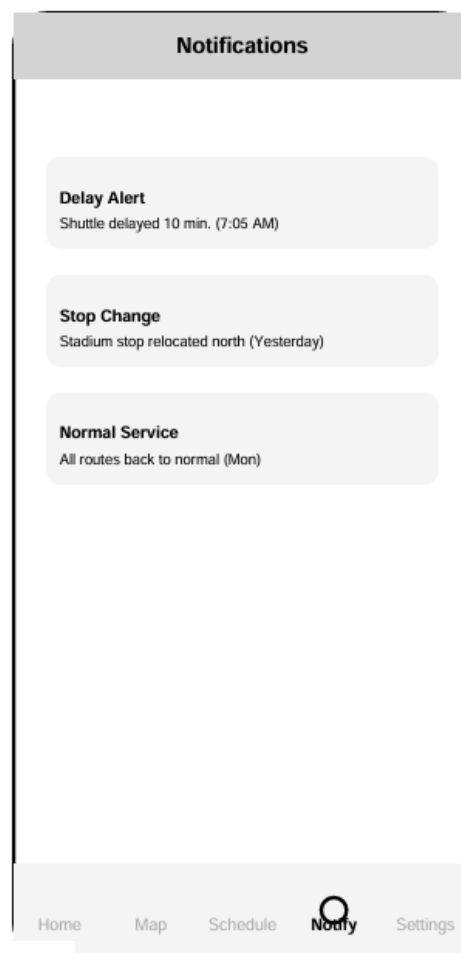 Notifications
Delay Alert
Shuttle delayed 10 min. (7:05 AM)
Stop Change
Stadium stop relocated north (Yesterday)
Normal Service
All routes back to normal (Mon)
Home Map Schedule Notify Settings